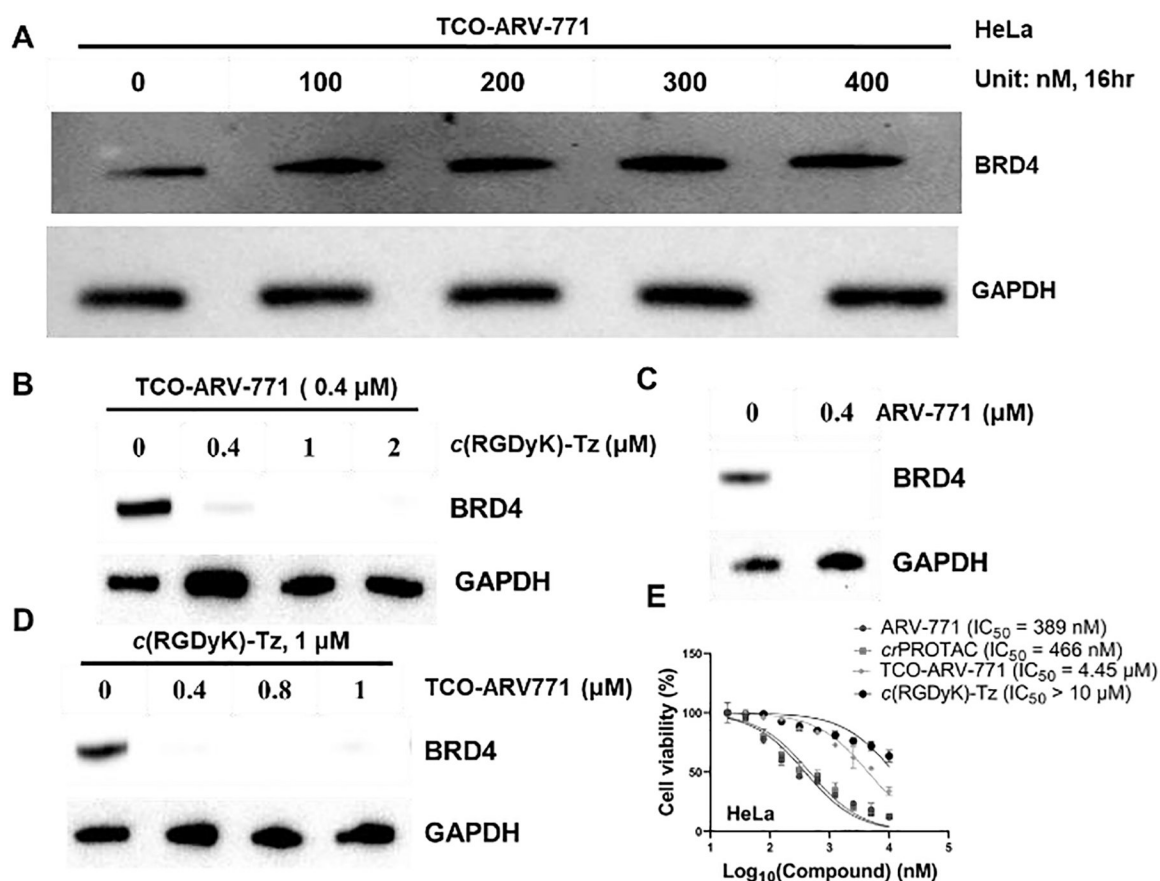 A
TCO-ARV-771
HeLa
0 100 200 300 400 Unit: nM, 16hr
BRD4
GAPDH
B
TCO-ARV-771 ( 0.4 µM)
0 0.4 1 2 c(RGDyK)-Tz (µM)
BRD4
GAPDH
C
0 0.4 ARV-771 (µM)
BRD4
GAPDH
D
c(RGDyK)-Tz, 1 µM
0 0.4 0.8 1 TCO-ARV771 (µM)
BRD4
GAPDH
E
ARV-771 (IC50 = 389 nM)
crPROTAC (IC50 = 466 nM)
TCO-ARV-771 (IC50 = 4.45 µM)
c(RGDyK)-Tz (IC50 > 10 µM)
Cell viability (%)
150
100
50
0
HeLa
1 2 3 4 5
Log10(Compound) (nM)